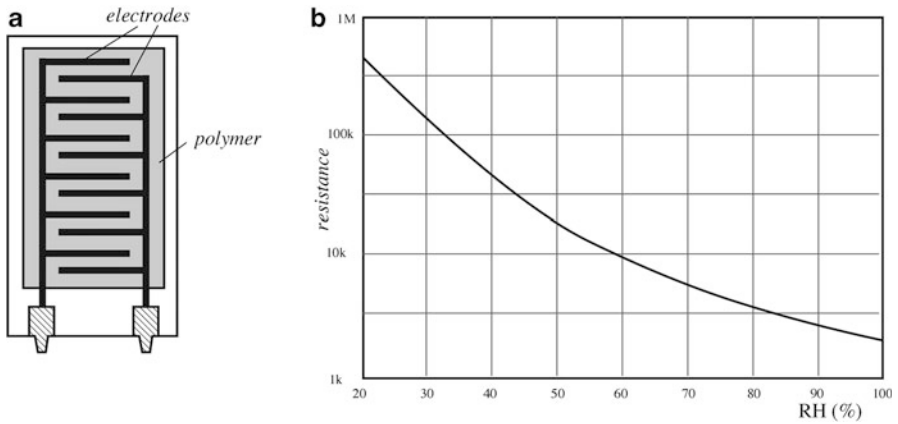 a
electrodes
polymer
b
1M
100k
resistance
10k
1k
20 30 40 50 60 70 80 90 100
RH (%)